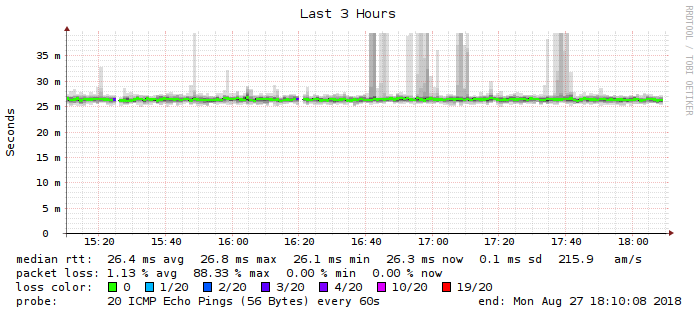 Last 3 Hours
RRDTOOL / TOBI OETIKER
Seconds
35 m
30 m
25 m
20 m
15 m
10 m
5 m
0
15:20 15:40 16:00 16:20 16:40 17:00 17:20 17:40 18:00
median rtt: 26.4 ms avg 26.8 ms max 26.1 ms min 26.3 ms now 0.1 ms sd 215.9 am/s
packet loss: 1.13 % avg 88.33 % max 0.00 % min 0.00 % now
loss color: 0 1/20 2/20 3/20 4/20 10/20 19/20
probe: 20 ICMP Echo Pings (56 Bytes) every 60s end: Mon Aug 27 18:10:08 2018